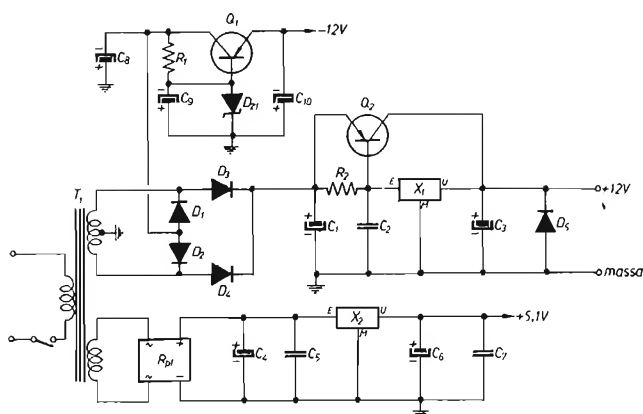 Q1
-12V
C8
R1
C9
DZ1
C10
Q2
T1
D3
D1
D2
D4
R2
E X1 U
M
+12V
C1
C2
C3
D5
massa
E X2 U
M
+5,1V
~ +
Rp1
~ −
C4
C5
C6
C7